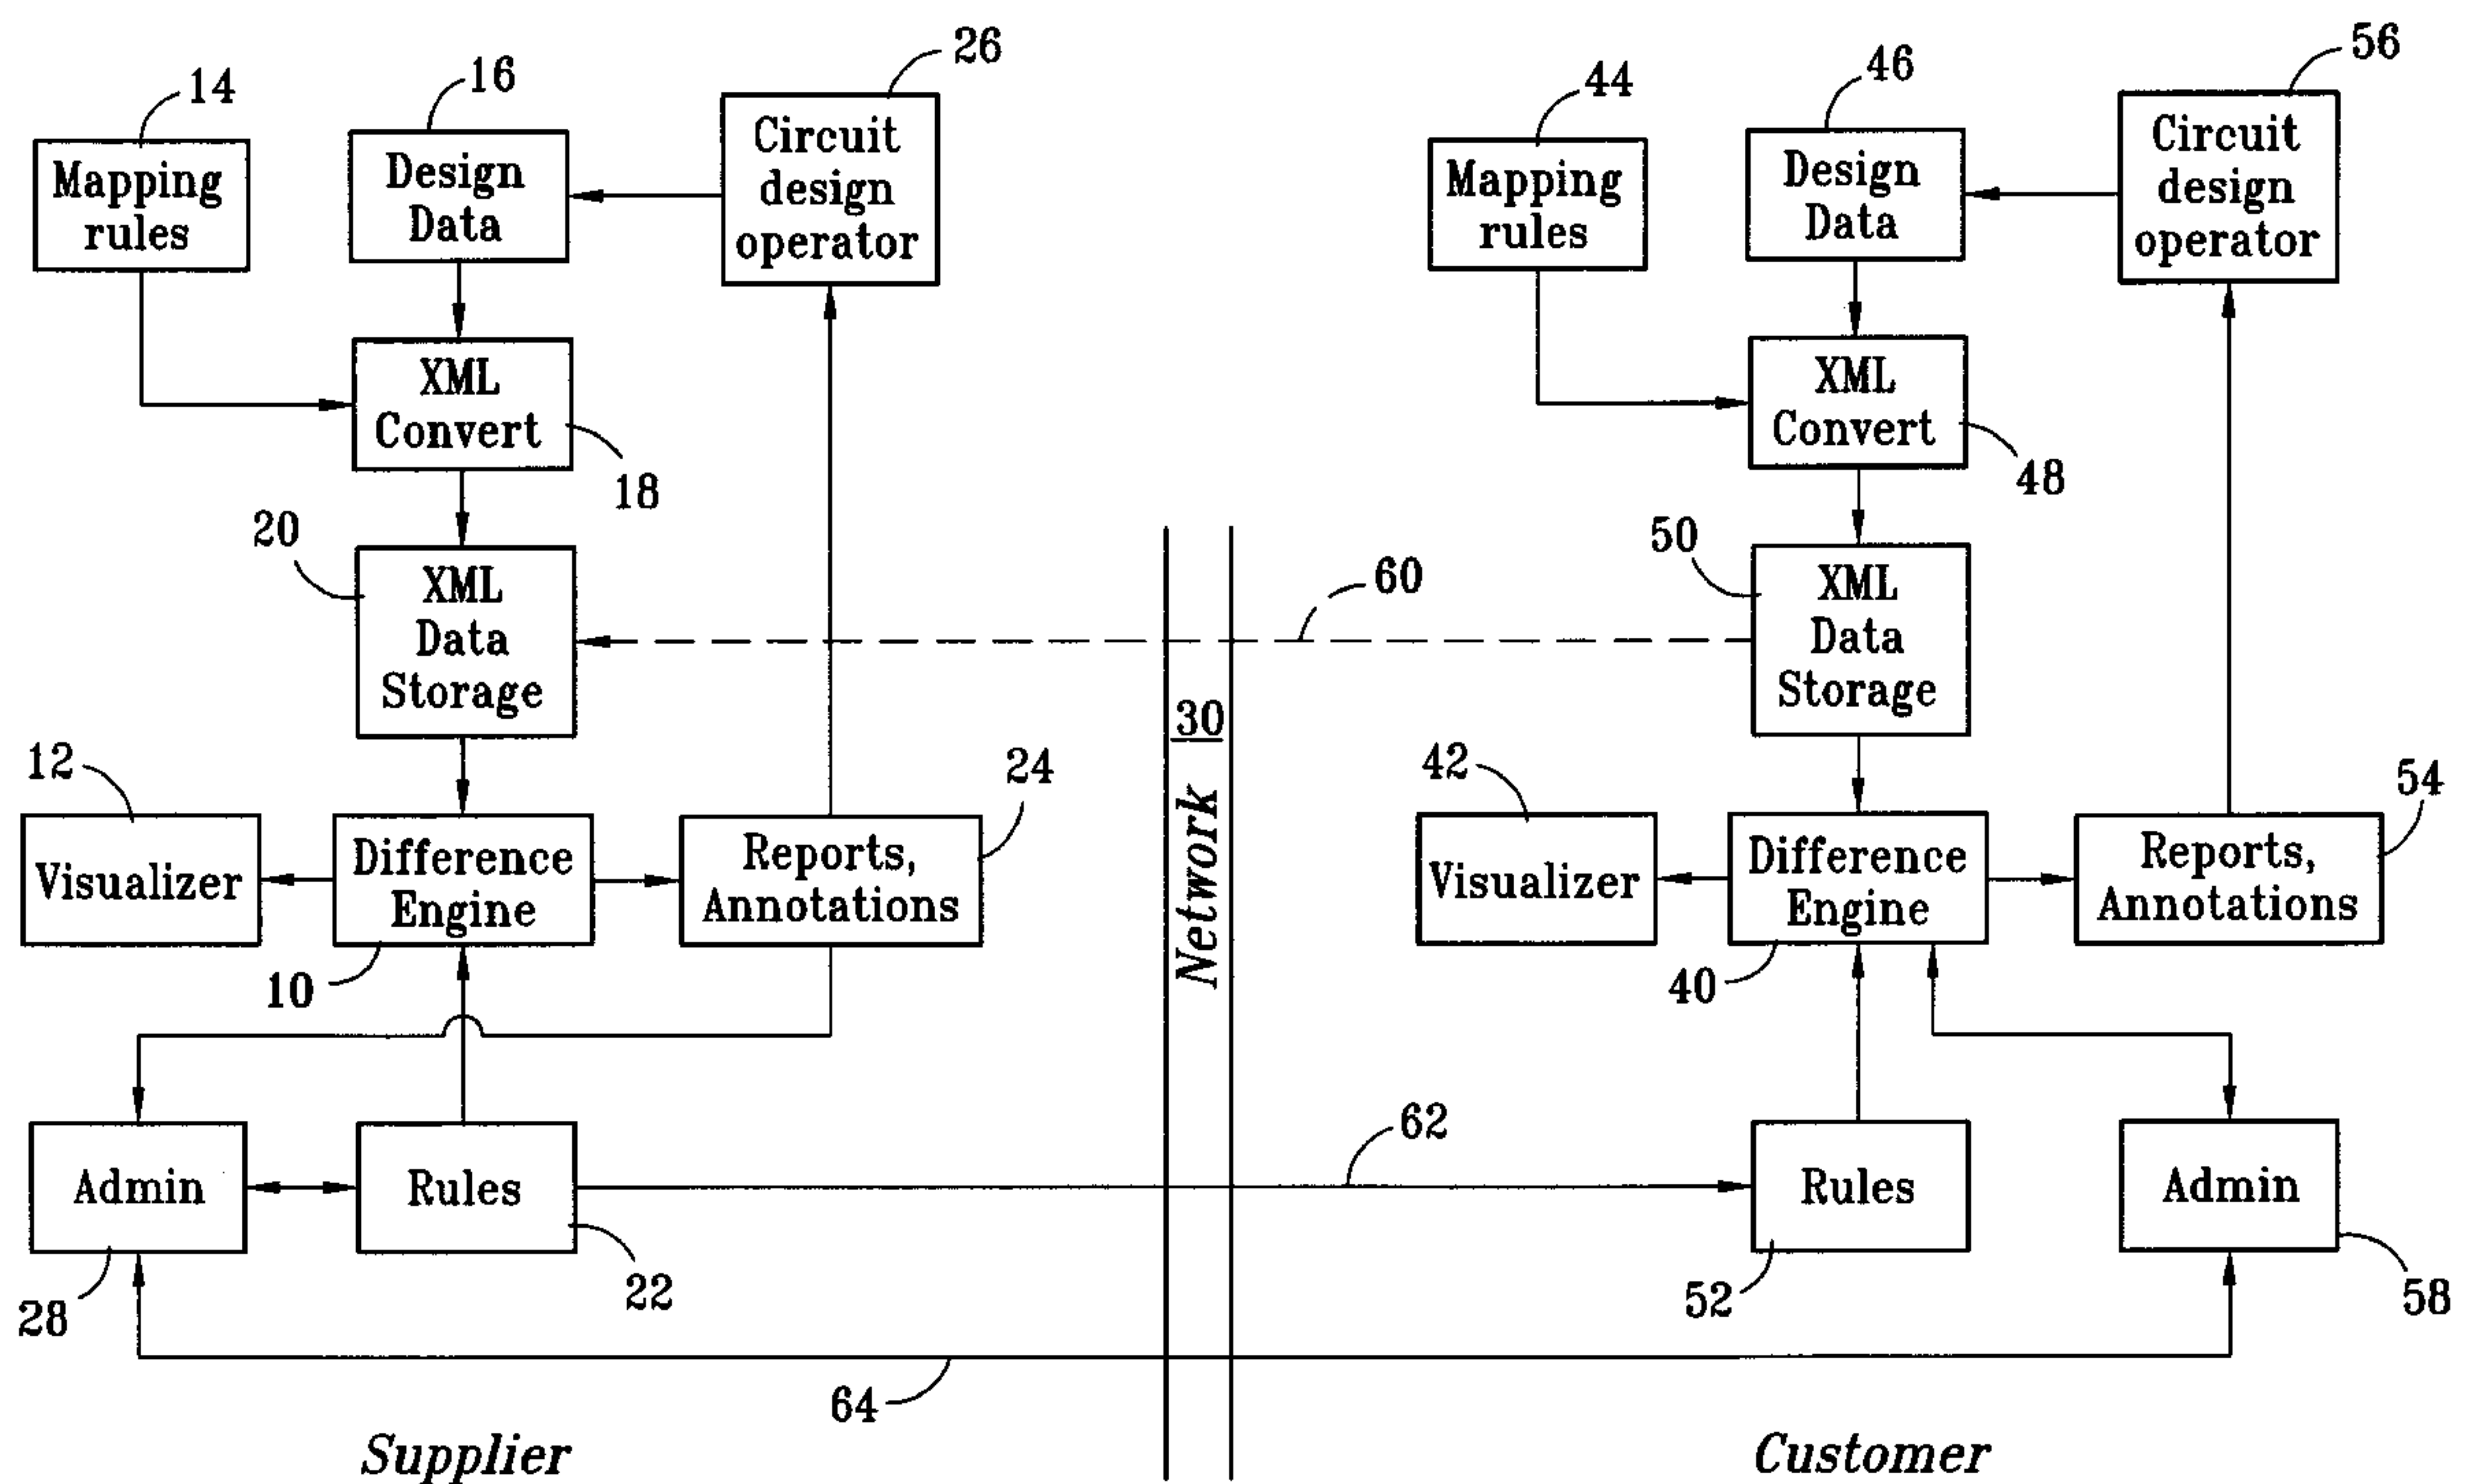 26
56
16
46
14
44
Circuit
design
operator
Circuit
design
operator
Design
Data
Design
Data
Mapping
rules
Mapping
rules
XML
Convert
XML
Convert
18
48
20
50
60
XML
Data
Storage
XML
Data
Storage
30
Network
12
24
42
54
Visualizer
Difference
Engine
Reports,
Annotations
Visualizer
Difference
Engine
Reports,
Annotations
10
40
62
Admin
Rules
Rules
Admin
28
22
52
58
64
Supplier
Customer